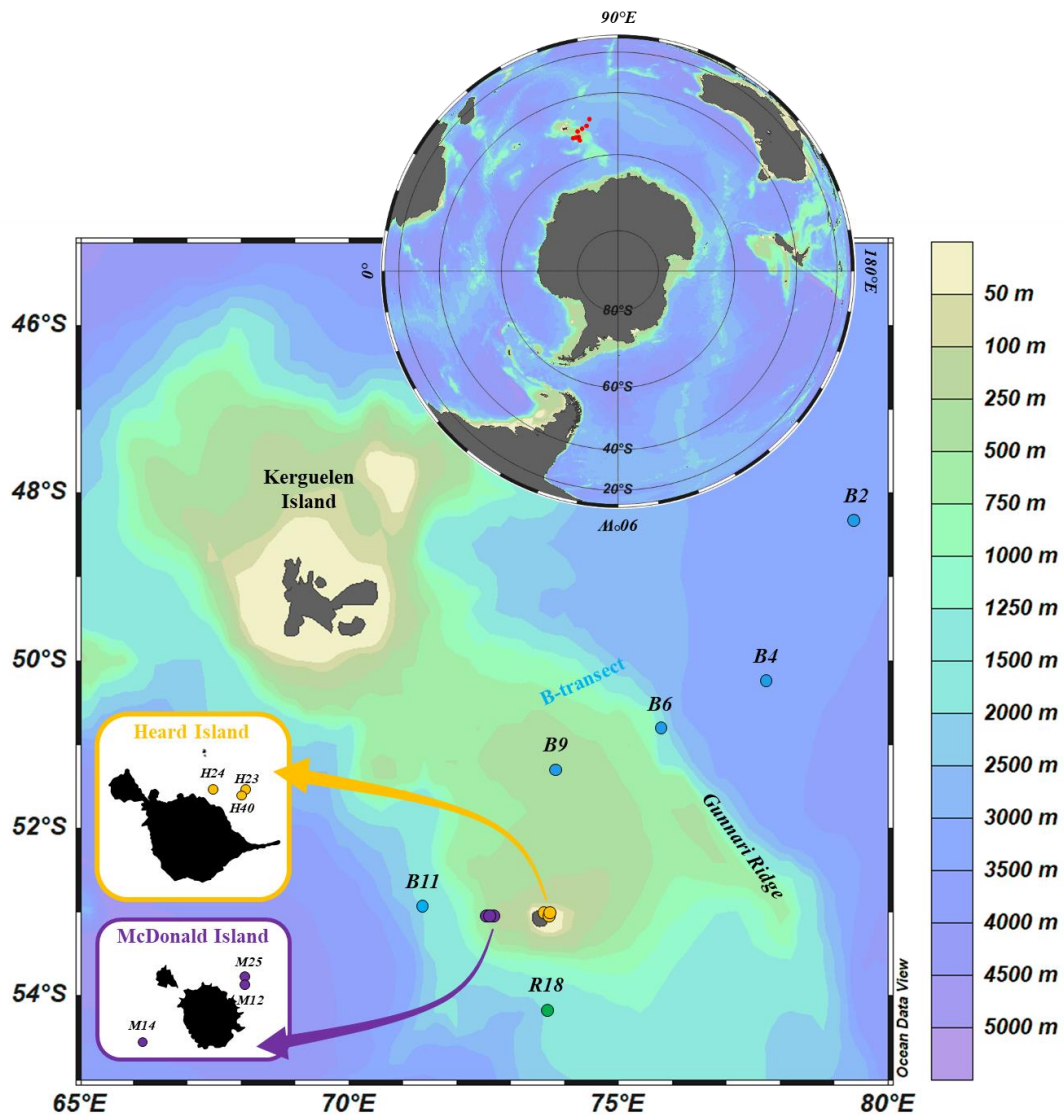 90°E
0°
180°E
80°S
60°S
40°S
20°S
90°W
46°S
48°S
50°S
52°S
54°S
65°E
70°E
75°E
80°E
Kerguelen
Island
B2
B4
B-transect
B6
B9
Gunnari Ridge
B11
R18
Heard Island
H24
H23
H40
McDonald Island
M25
M12
M14
Ocean Data View
50 m
100 m
250 m
500 m
750 m
1000 m
1250 m
1500 m
2000 m
2500 m
3000 m
3500 m
4000 m
4500 m
5000 m